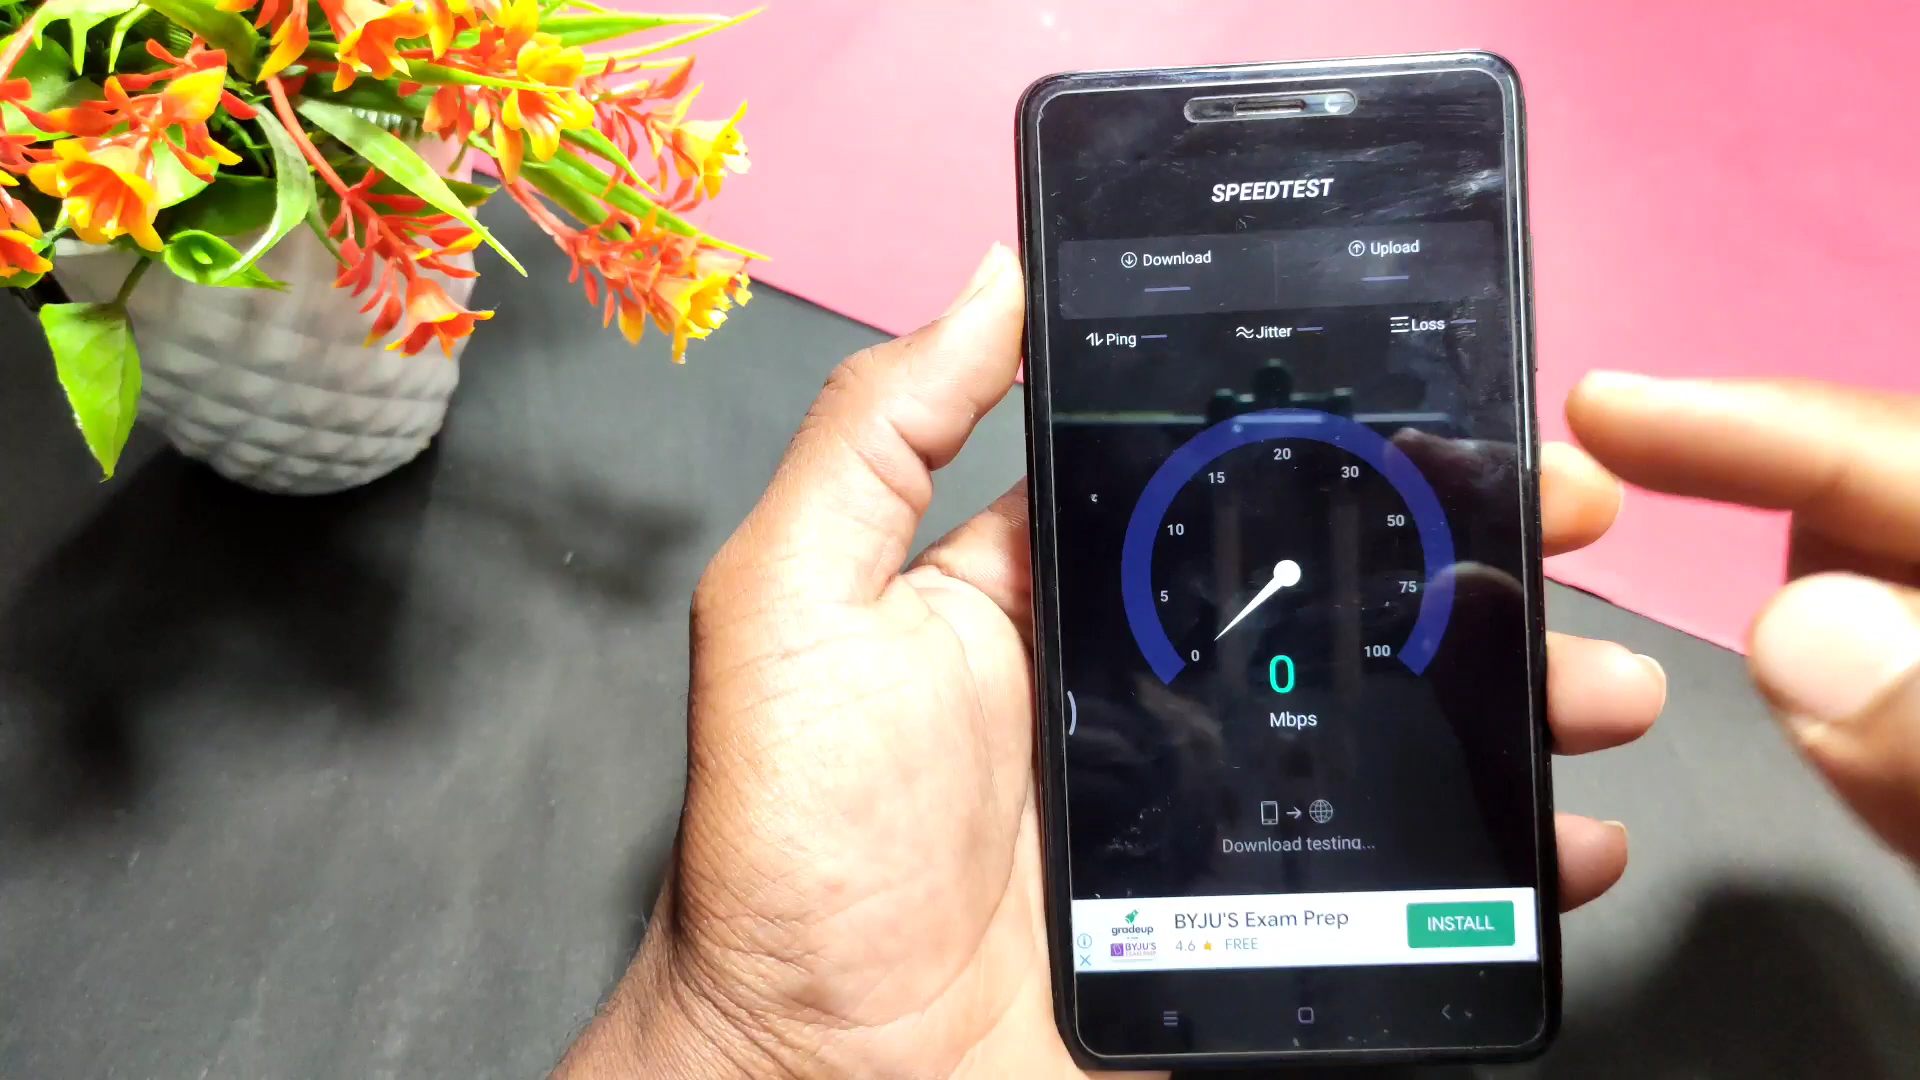 SPEEDTEST
Download
Upload
Ping
Jitter
Loss
20
15
30
10
50
5
75
0
100
0
Mbps
Download testing...
gradeup
BYJU'S
BYJU'S Exam Prep
4.6 FREE
INSTALL